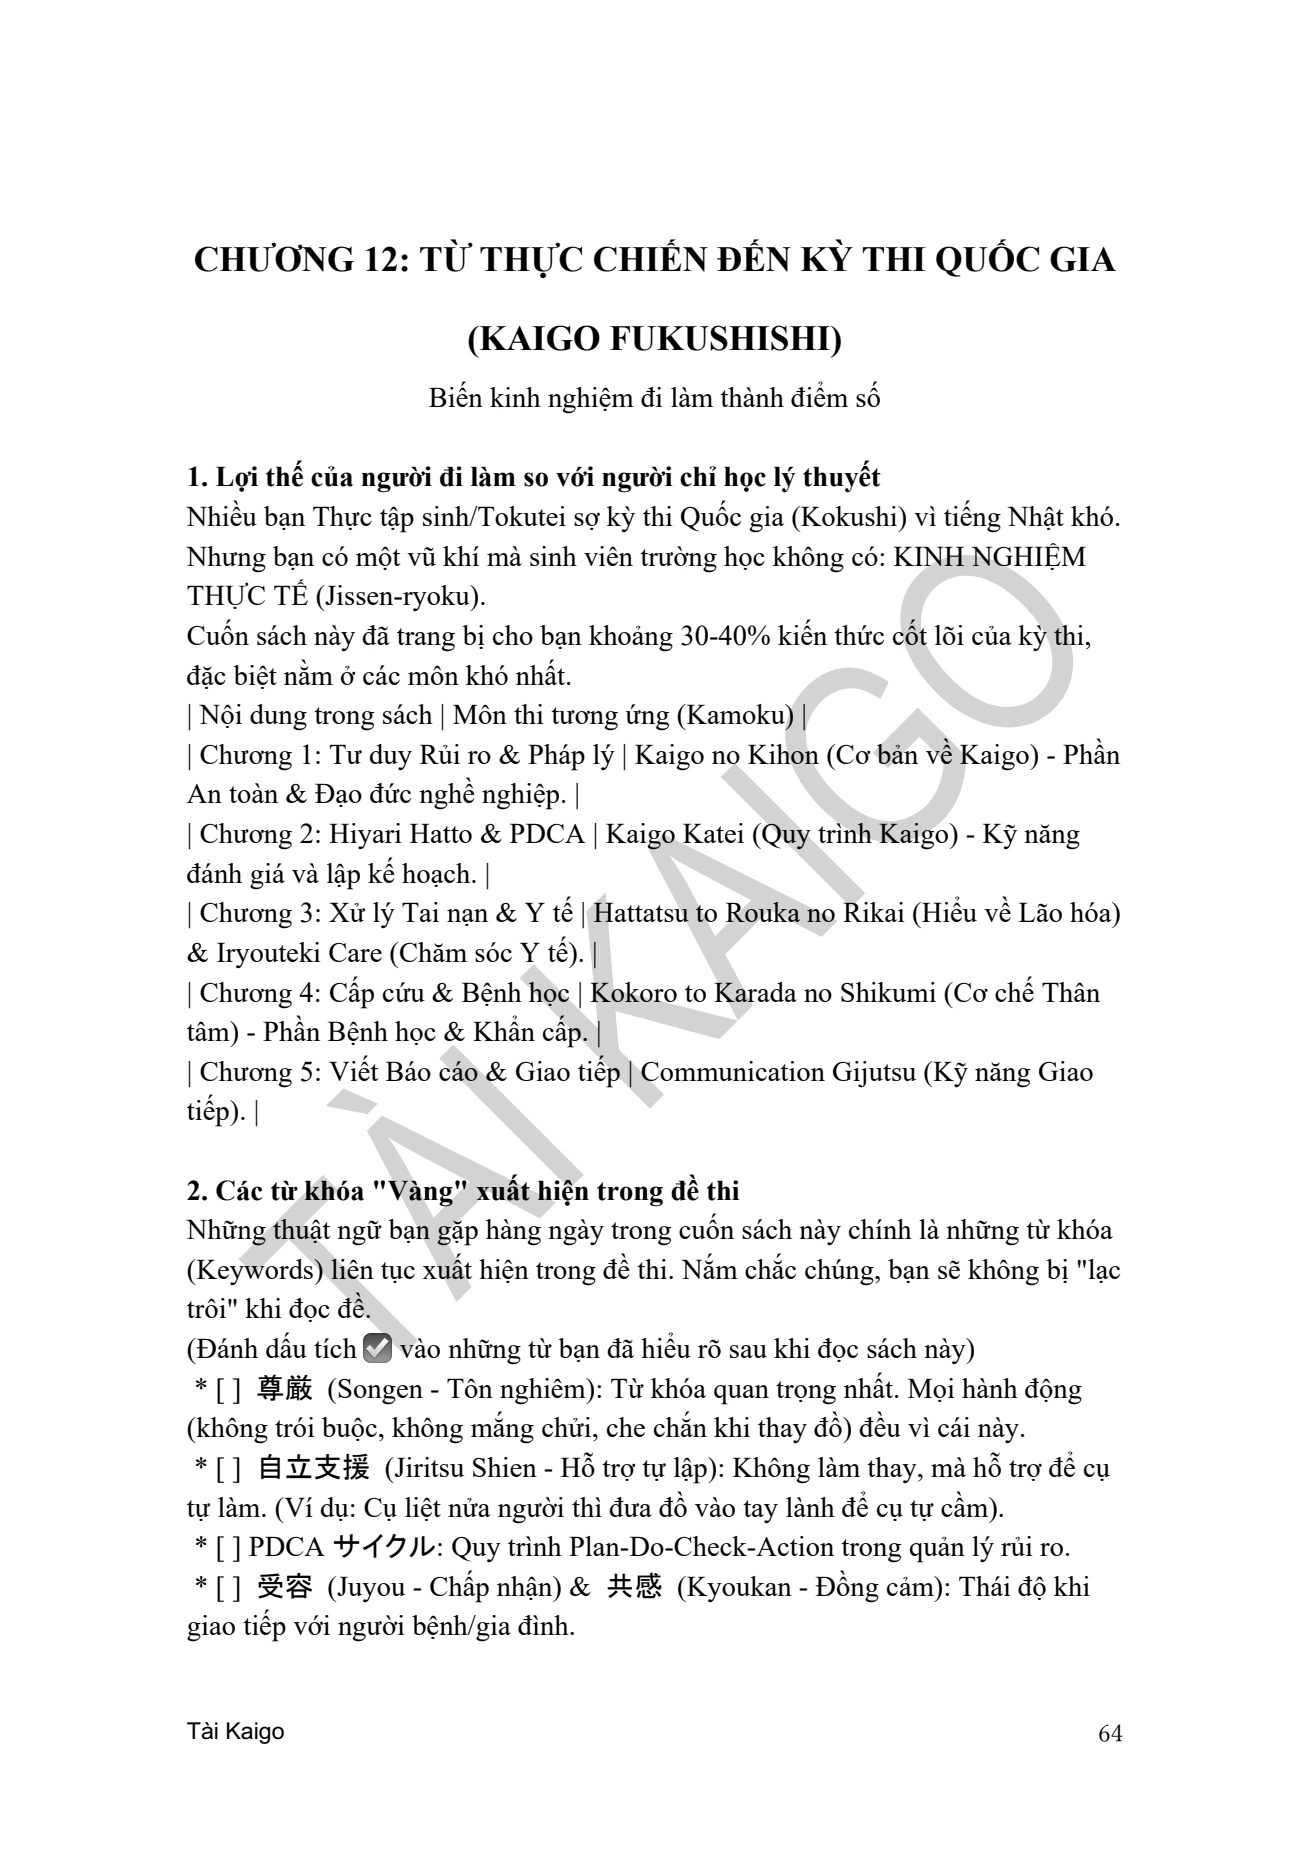 CHƯƠNG 12: TỪ THỰC CHIẾN ĐẾN KỲ THI QUỐC GIA
(KAIGO FUKUSHISHI)
Biến kinh nghiệm đi làm thành điểm số
1. Lợi thế của người đi làm so với người chỉ học lý thuyết
Nhiều bạn Thực tập sinh/Tokutei sợ kỳ thi Quốc gia (Kokushi) vì tiếng Nhật khó.
Nhưng bạn có một vũ khí mà sinh viên trường học không có: KINH NGHIỆM
THỰC TẾ (Jissen-ryoku).
Cuốn sách này đã trang bị cho bạn khoảng 30-40% kiến thức cốt lõi của kỳ thi,
đặc biệt nằm ở các môn khó nhất.
| Nội dung trong sách | Môn thi tương ứng (Kamoku) |
| Chương 1: Tư duy Rủi ro & Pháp lý | Kaigo no Kihon (Cơ bản về Kaigo) - Phần
An toàn & Đạo đức nghề nghiệp. |
| Chương 2: Hiyari Hatto & PDCA | Kaigo Katei (Quy trình Kaigo) - Kỹ năng
đánh giá và lập kế hoạch. |
| Chương 3: Xử lý Tai nạn & Y tế | Hattatsu to Rouka no Rikai (Hiểu về Lão hóa)
& Iryouteki Care (Chăm sóc Y tế). |
| Chương 4: Cấp cứu & Bệnh học | Kokoro to Karada no Shikumi (Cơ chế Thân
tâm) - Phần Bệnh học & Khẩn cấp. |
| Chương 5: Viết Báo cáo & Giao tiếp | Communication Gijutsu (Kỹ năng Giao
tiếp). |
2. Các từ khóa "Vàng" xuất hiện trong đề thi
Những thuật ngữ bạn gặp hàng ngày trong cuốn sách này chính là những từ khóa
(Keywords) liên tục xuất hiện trong đề thi. Nắm chắc chúng, bạn sẽ không bị "lạc
trôi" khi đọc đề.
(Đánh dấu tích ✅ vào những từ bạn đã hiểu rõ sau khi đọc sách này)
* [ ] 尊厳 (Songen - Tôn nghiêm): Từ khóa quan trọng nhất. Mọi hành động
(không trói buộc, không mắng chửi, che chắn khi thay đồ) đều vì cái này.
* [ ] 自立支援 (Jiritsu Shien - Hỗ trợ tự lập): Không làm thay, mà hỗ trợ để cụ
tự làm. (Ví dụ: Cụ liệt nửa người thì đưa đồ vào tay lành để cụ tự cầm).
* [ ] PDCA サイクル: Quy trình Plan-Do-Check-Action trong quản lý rủi ro.
* [ ] 受容 (Juyou - Chấp nhận) & 共感 (Kyoukan - Đồng cảm): Thái độ khi
giao tiếp với người bệnh/gia đình.
TÀI KAIGO
Tài Kaigo
64